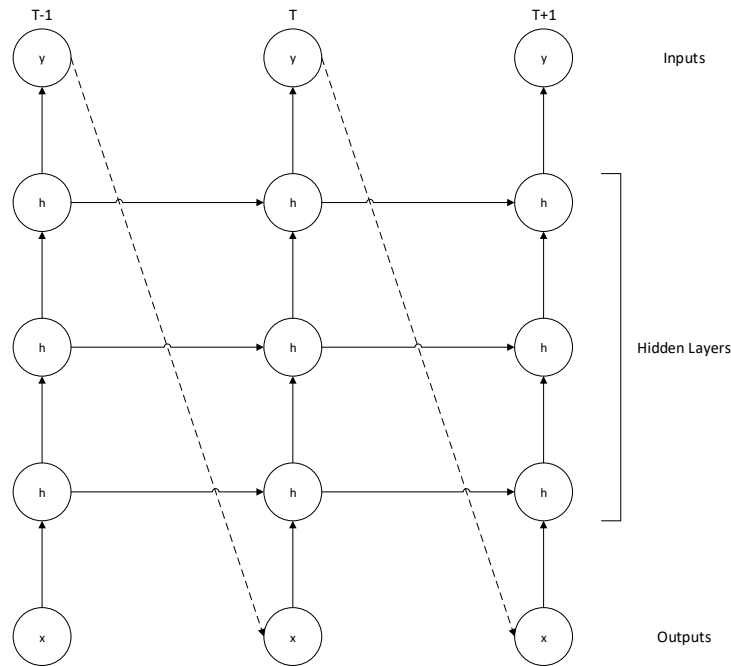 T-1 T T+1
y y y Inputs
h h h
h h h Hidden Layers
h h h
x x x Outputs